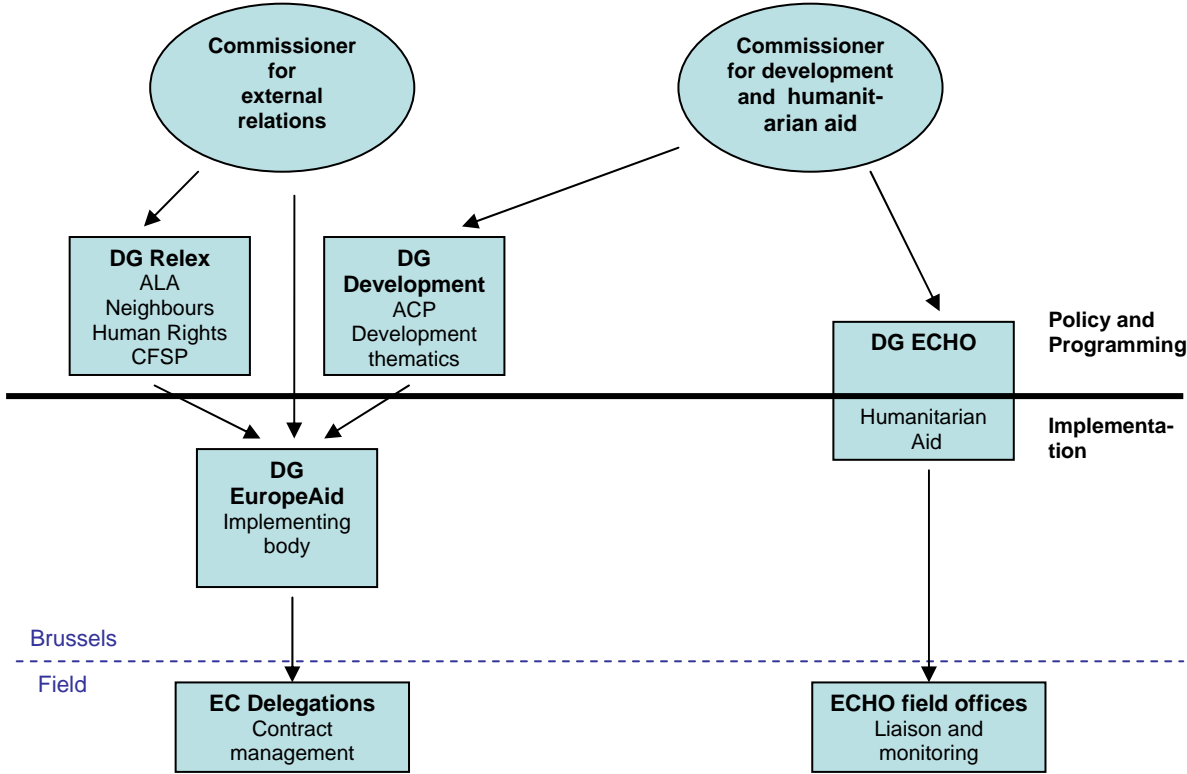 Commissioner
for
external
relations
Commissioner
for development
and humanit-
arian aid
DG Relex
ALA
Neighbours
Human Rights
CFSP
DG
Development
ACP
Development
thematics
DG ECHO
Policy and
Programming
Humanitarian
Aid
Implementa-
tion
DG
EuropeAid
Implementing
body
Brussels
Field
EC Delegations
Contract
management
ECHO field offices
Liaison and
monitoring